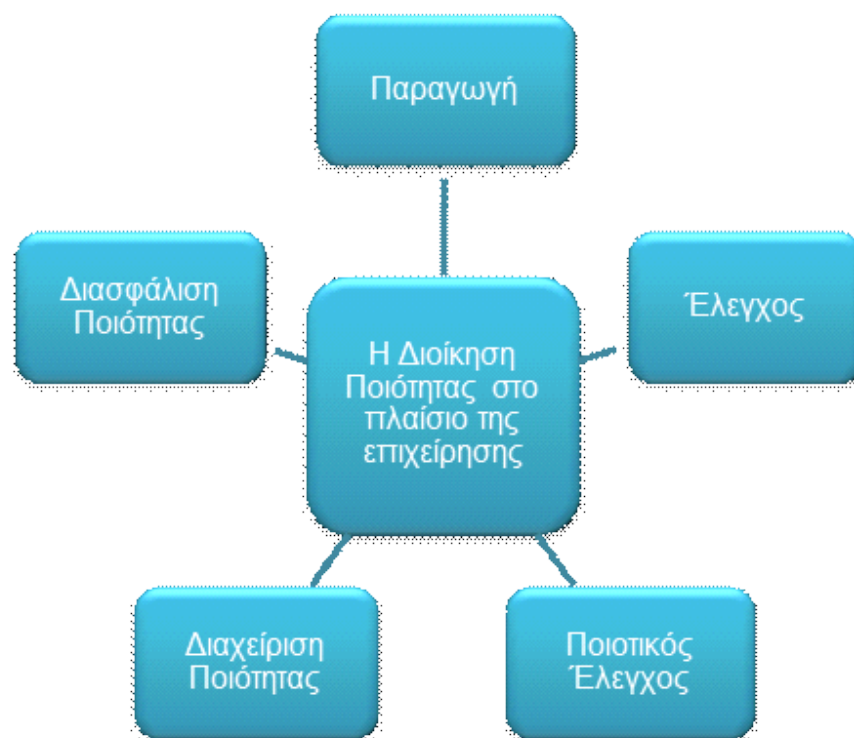 Παραγωγή
Διασφάλιση
Ποιότητας
Έλεγχος
Η Διοίκηση
Ποιότητας στο
πλαίσιο της
επιχείρησης
Διαχείριση
Ποιότητας
Ποιοτικός
Έλεγχος